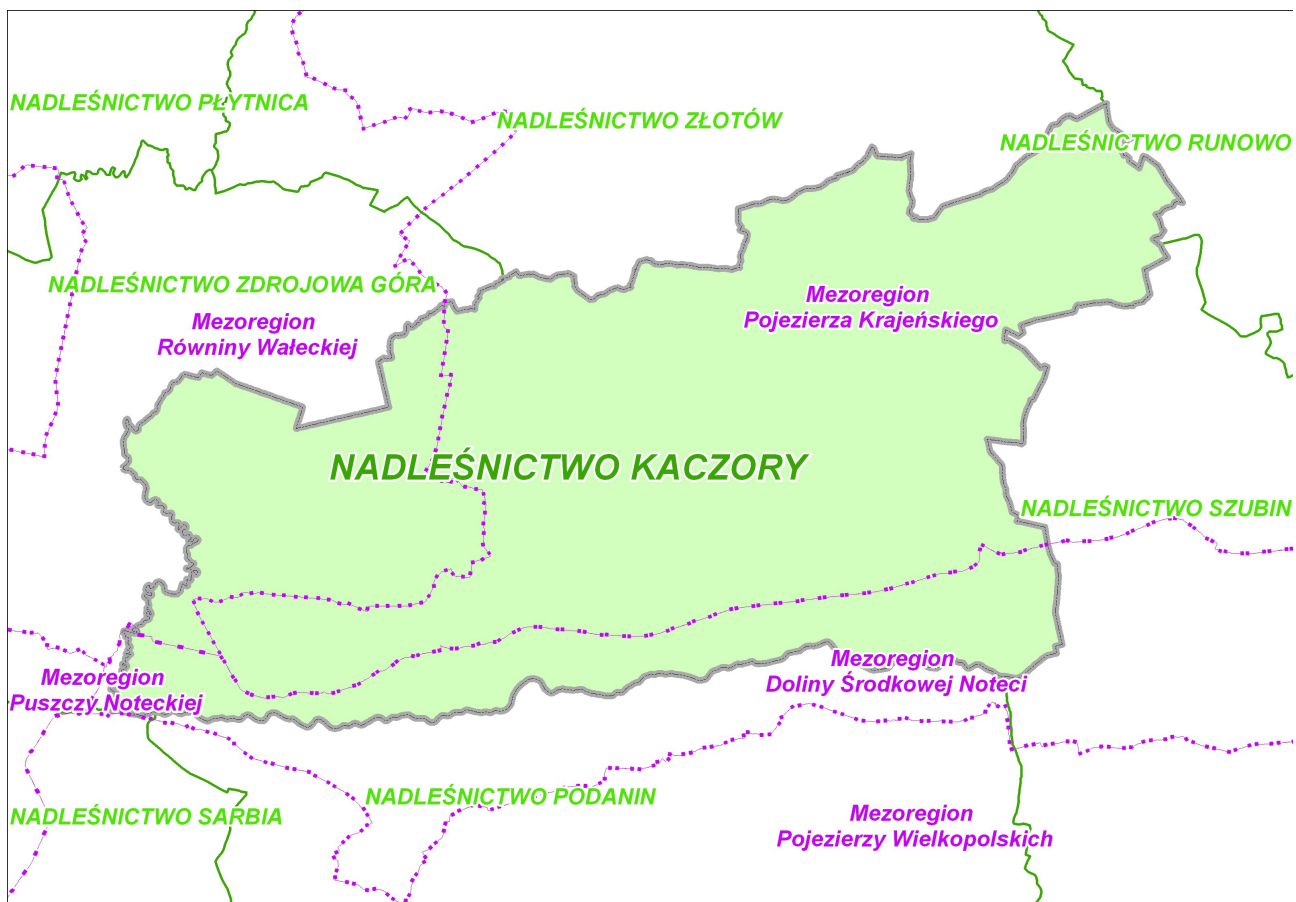 NADLEŚNICTWO PŁYTNICA
NADLEŚNICTWO ZŁOTÓW
NADLEŚNICTWO RUNOWO
NADLEŚNICTWO ZDROJOWA GÓRA
Mezoregion
Równiny Wałeckiej
Mezoregion
Pojezierza Krajeńskiego
NADLEŚNICTWO KACZORY
NADLEŚNICTWO SZUBIN
Mezoregion
Puszczy Noteckiej
Mezoregion
Doliny Środkowej Noteci
NADLEŚNICTWO SARBIA
NADLEŚNICTWO PODANIN
Mezoregion
Pojezierzy Wielkopolskich